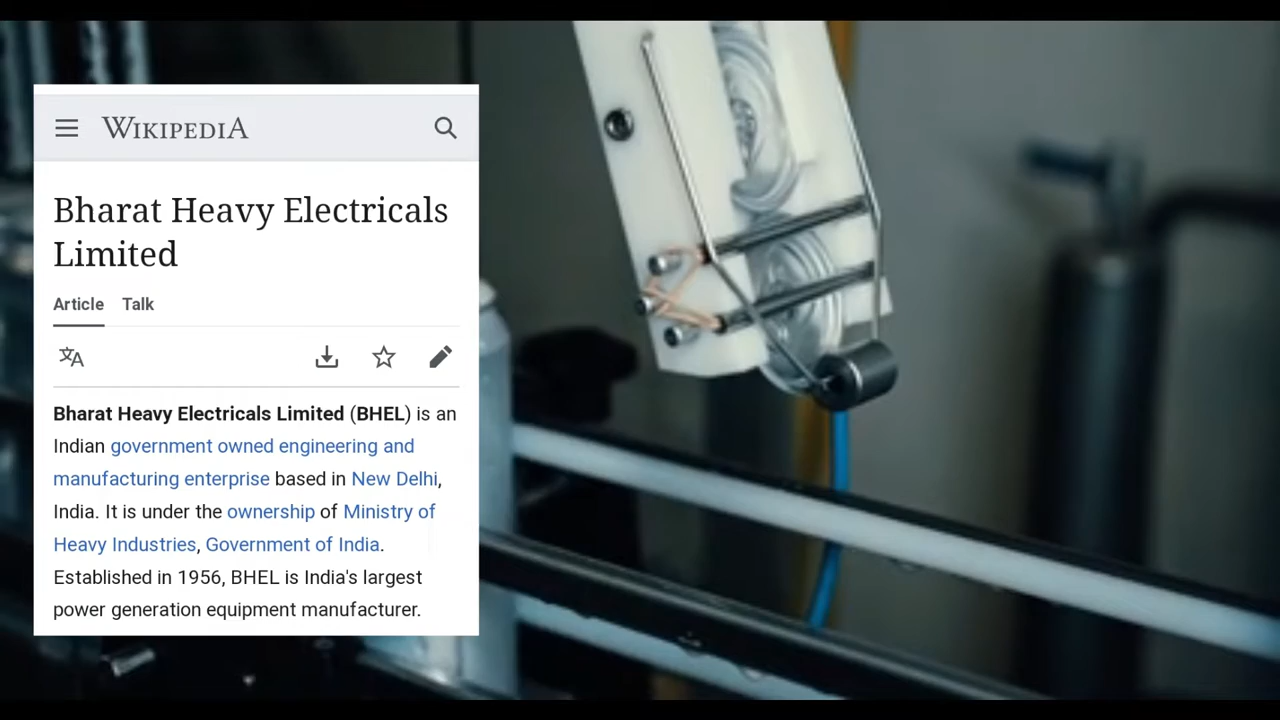 WIKIPEDIA
Bharat Heavy Electricals
Limited
Article Talk
Bharat Heavy Electricals Limited (BHEL) is an
Indian government owned engineering and
manufacturing enterprise based in New Delhi,
India. It is under the ownership of Ministry of
Heavy Industries, Government of India.
Established in 1956, BHEL is India's largest
power generation equipment manufacturer.